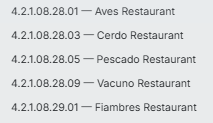 4.2.1.08.28.01 — Aves Restaurant
4.2.1.08.28.03 — Cerdo Restaurant
4.2.1.08.28.05 — Pescado Restaurant
4.2.1.08.28.09 — Vacuno Restaurant
4.2.1.08.29.01 — Fiambres Restaurant